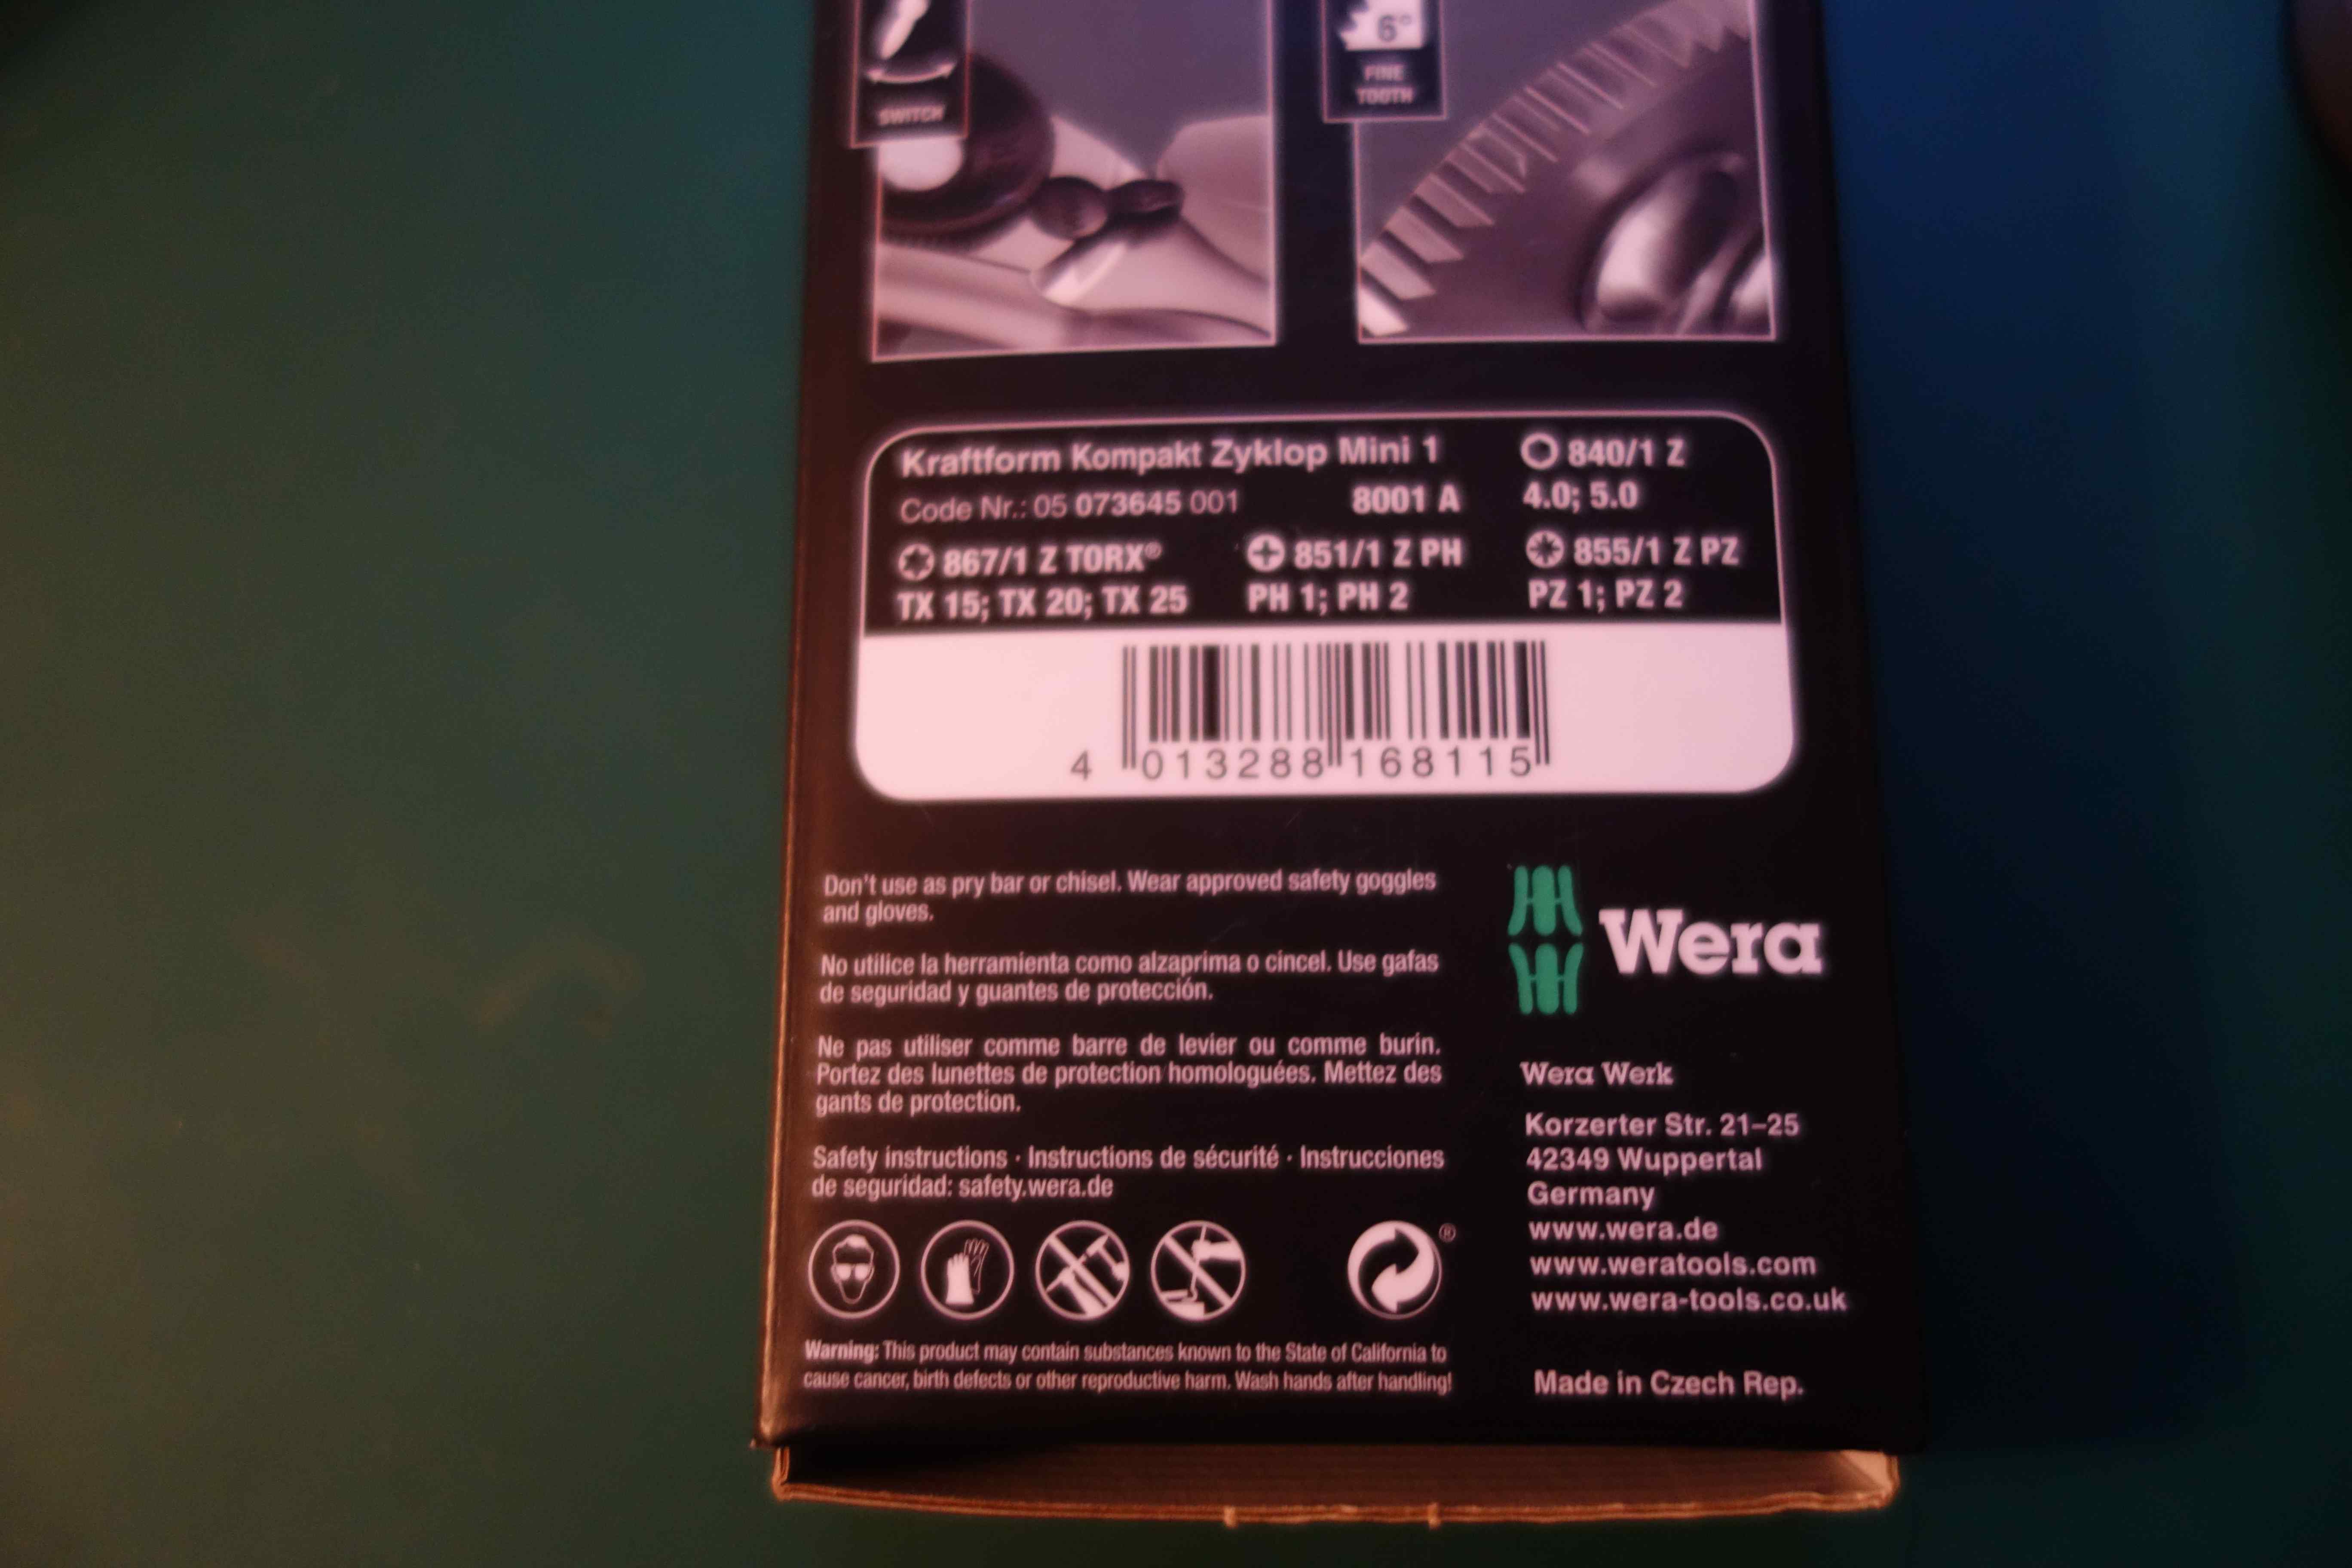 SWITCH
6°
FINE
TOOTH
Kraftform Kompakt Zyklop Mini 1
Code Nr.: 05 073645 001
8001 A
840/1 Z
4.0; 5.0
867/1 Z TORX®
TX 15; TX 20; TX 25
851/1 Z PH
PH 1; PH 2
855/1 Z PZ
PZ 1; PZ 2
4 013288 168115
Don't use as pry bar or chisel. Wear approved safety goggles
and gloves.
No utilice la herramienta como alzaprima o cincel. Use gafas
de seguridad y guantes de protección.
Ne pas utiliser comme barre de levier ou comme burin.
Portez des lunettes de protection homologuées. Mettez des
gants de protection.
Safety instructions · Instructions de sécurité · Instrucciones
de seguridad: safety.wera.de
®
Warning: This product may contain substances known to the State of California to
cause cancer, birth defects or other reproductive harm. Wash hands after handling!
Wera
Wera Werk
Korzerter Str. 21–25
42349 Wuppertal
Germany
www.wera.de
www.weratools.com
www.wera-tools.co.uk
Made in Czech Rep.